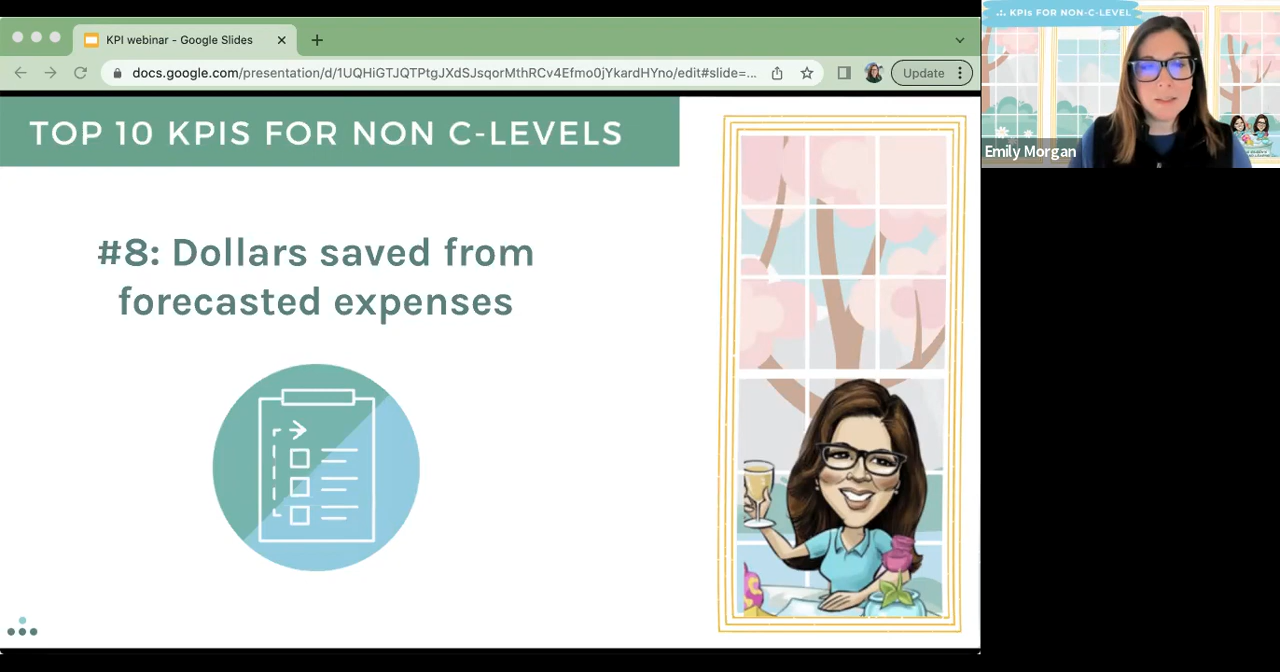 KPI webinar - Google Slides
docs.google.com/presentation/d/1UQHiGTJQTPtgJXdSJsqorMthRCv4Efmo0jYkardHYno/edit#slide=...
Update
TOP 10 KPIS FOR NON C-LEVELS
#8: Dollars saved from
forecasted expenses
KPIs FOR NON-C-LEVEL
Emily Morgan